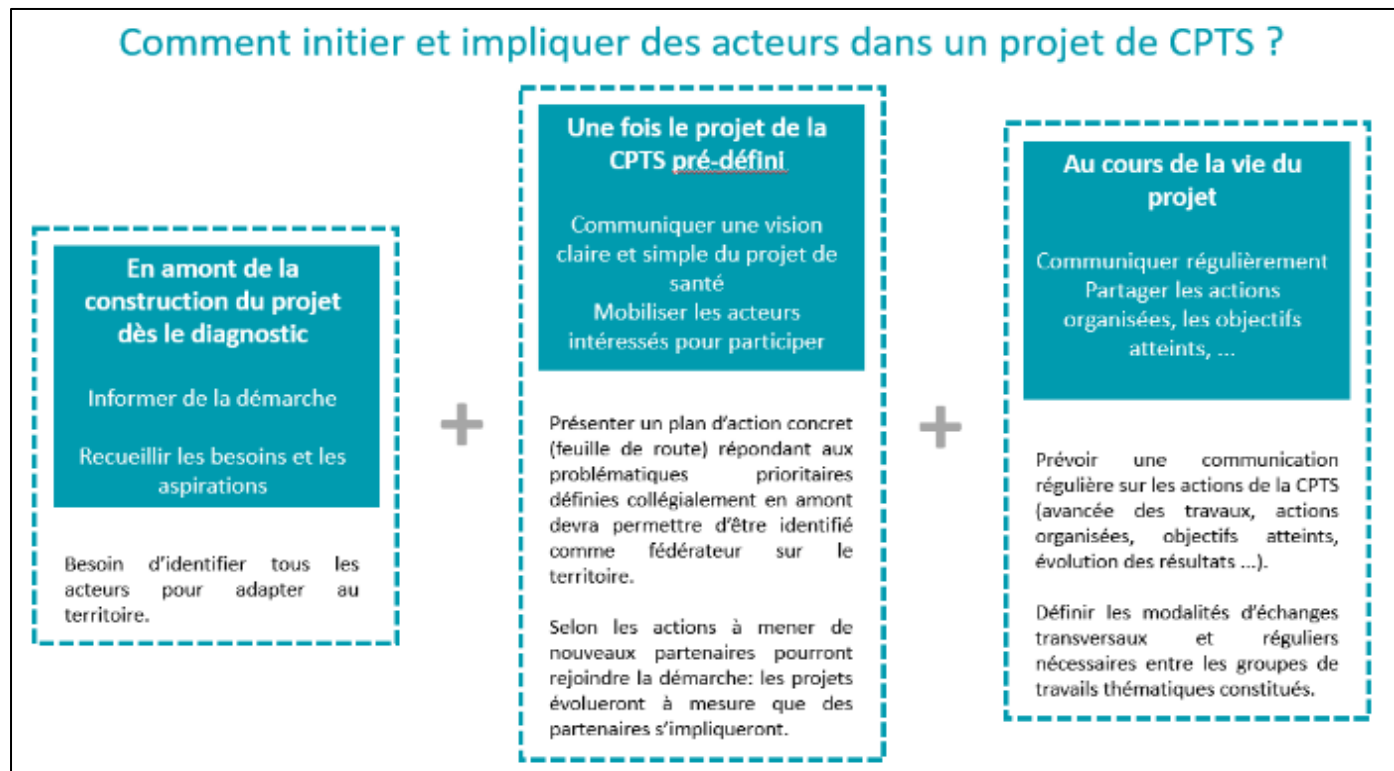 Comment initier et impliquer des acteurs dans un projet de CPTS ?
En amont de la
construction du projet
dès le diagnostic
Informer de la démarche
Recueillir les besoins et les
aspirations
Besoin d'identifier tous les
acteurs pour adapter au
territoire.
+
Une fois le projet de la
CPTS pré-défini
Communiquer une vision
claire et simple du projet de
santé
Mobiliser les acteurs
intéressés pour participer
Présenter un plan d'action concret
(feuille de route) répondant aux
problématiques prioritaires
définies collégialement en amont
devra permettre d'être identifié
comme fédérateur sur le
territoire.
Selon les actions à mener de
nouveaux partenaires pourront
rejoindre la démarche: les projets
évolueront à mesure que des
partenaires s'impliqueront.
+
Au cours de la vie du
projet
Communiquer régulièrement
Partager les actions
organisées, les objectifs
atteints, ...
Prévoir une communication
régulière sur les actions de la CPTS
(avancée des travaux, actions
organisées, objectifs atteints,
évolution des résultats ...).
Définir les modalités d'échanges
transversaux et réguliers
nécessaires entre les groupes de
travails thématiques constitués.